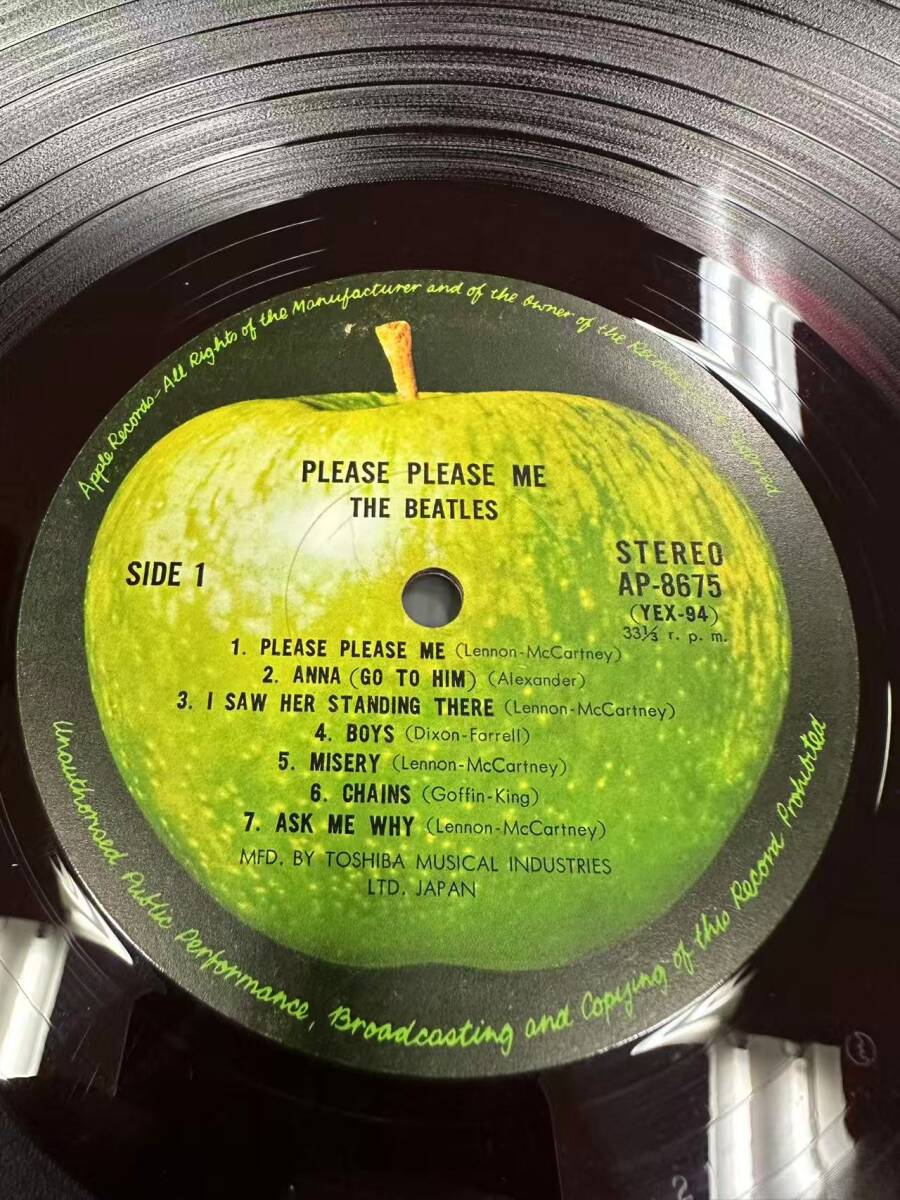 Apple Records - All Rights of the Manufacturer and of the Owner of the Recorded Work Reserved
PLEASE PLEASE ME
THE BEATLES
SIDE 1
STEREO
AP-8675
(YEX-94)
33⅓ r. p. m.
1. PLEASE PLEASE ME (Lennon-McCartney)
2. ANNA (GO TO HIM) (Alexander)
3. I SAW HER STANDING THERE (Lennon-McCartney)
4. BOYS (Dixon-Farrell)
5. MISERY (Lennon-McCartney)
6. CHAINS (Goffin-King)
7. ASK ME WHY (Lennon-McCartney)
MFD. BY TOSHIBA MUSICAL INDUSTRIES
LTD. JAPAN
Unauthorised Public Performance, Broadcasting and Copying of this Record Prohibited
2